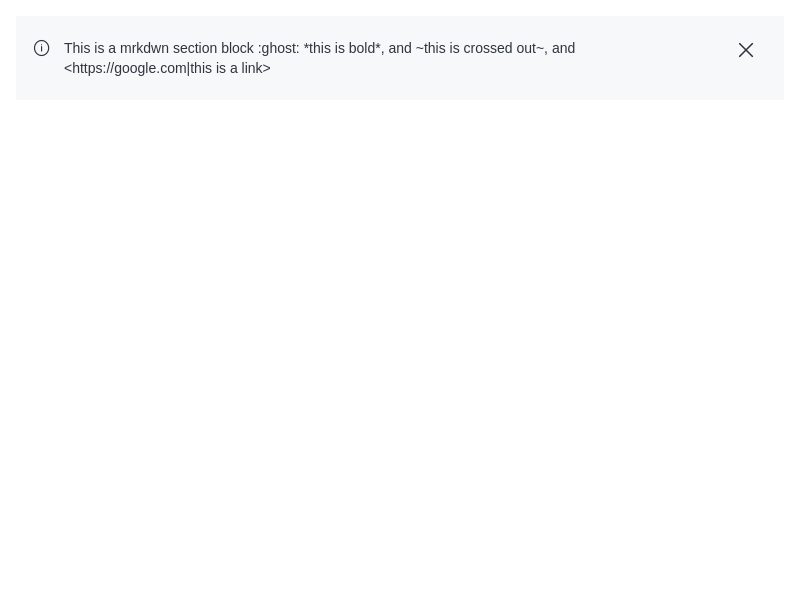 This is a mrkdwn section block :ghost: *this is bold*, and ~this is crossed out~, and
<https://google.com|this is a link>